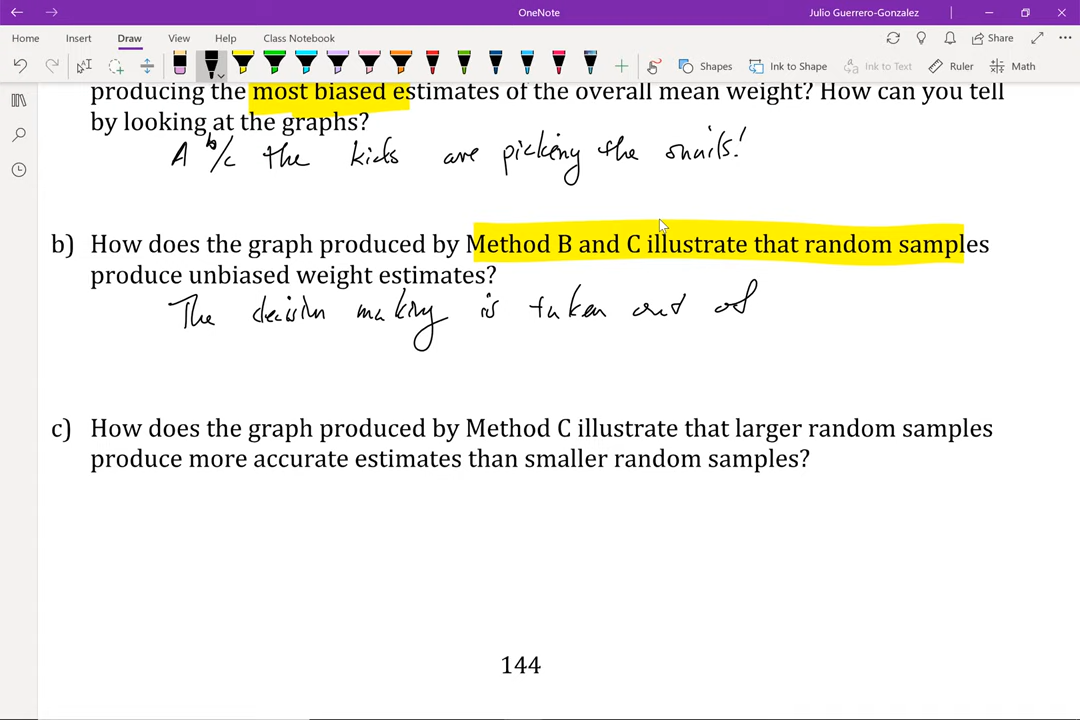 OneNote
Julio Guerrero-Gonzalez
Home Insert Draw View Help Class Notebook
Share
Shapes Ink to Shape Ink to Text Ruler Math
producing the most biased estimates of the overall mean weight? How can you tell
by looking at the graphs?
A b/c the kids are picking the snails!
b) How does the graph produced by Method B and C illustrate that random samples
produce unbiased weight estimates?
The decision making is taken out of
c) How does the graph produced by Method C illustrate that larger random samples
produce more accurate estimates than smaller random samples?
144